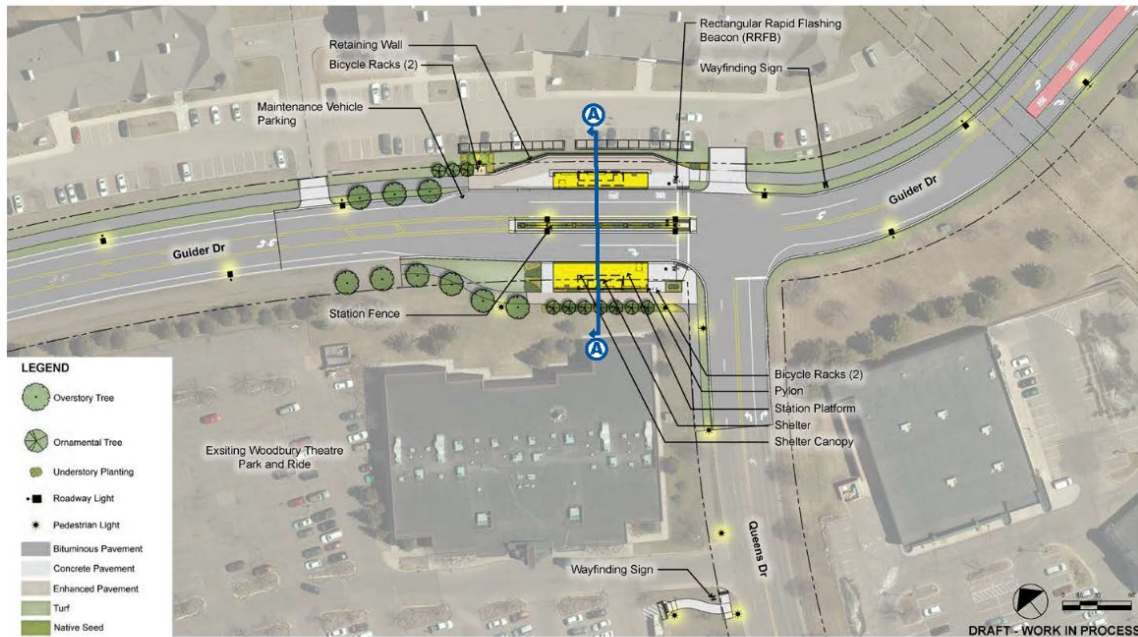 Rectangular Rapid Flashing
Beacon (RRFB)
Retaining Wall
Bicycle Racks (2)
Wayfinding Sign
Maintenance Vehicle
Parking
A
Guider Dr
Guider Dr
Station Fence
A
LEGEND
Overstory Tree
Ornamental Tree
Understory Planting
Roadway Light
Pedestrian Light
Bituminous Pavement
Concrete Pavement
Enhanced Pavement
Turf
Native Seed
Bicycle Racks (2)
Pylon
Station Platform
Shelter
Shelter Canopy
Exsiting Woodbury Theatre
Park and Ride
Queens Dr
Wayfinding Sign
DRAFT - WORK IN PROCESS